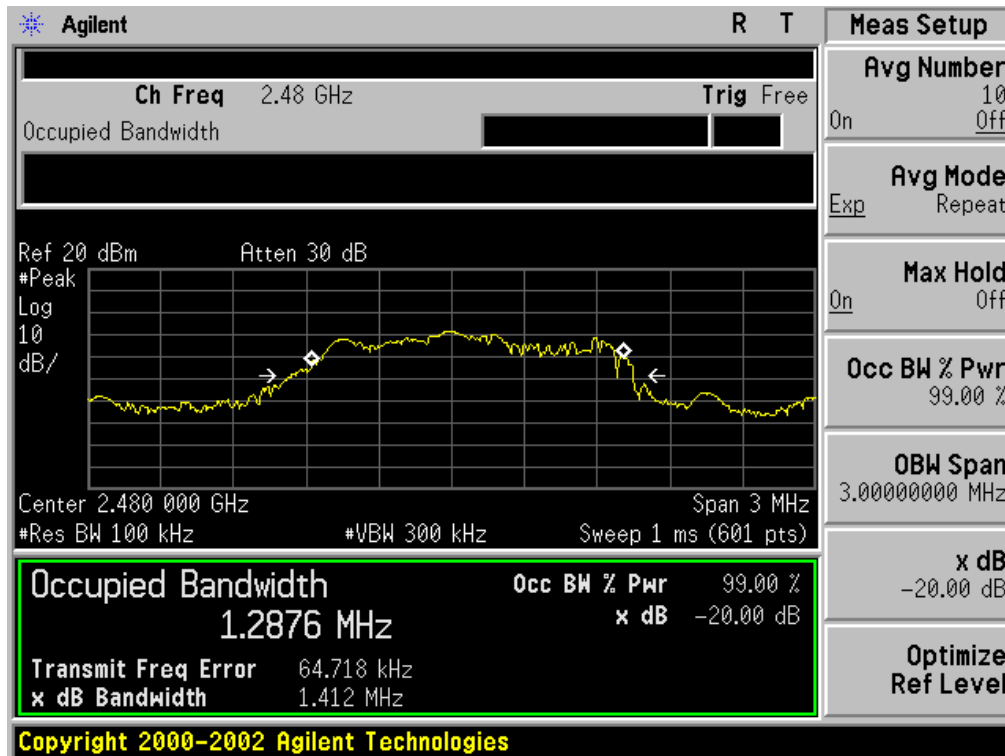 Agilent R T
Ch Freq 2.48 GHz Trig Free
Occupied Bandwidth
Ref 20 dBm Atten 30 dB
#Peak
Log
10
dB/
Center 2.480 000 GHz Span 3 MHz
#Res BW 100 kHz #VBW 300 kHz Sweep 1 ms (601 pts)
Occupied Bandwidth Occ BW % Pwr 99.00 %
1.2876 MHz x dB -20.00 dB
Transmit Freq Error 64.718 kHz
x dB Bandwidth 1.412 MHz
Copyright 2000-2002 Agilent Technologies
Meas Setup
Avg Number
10
On Off
Avg Mode
Exp Repeat
Max Hold
On Off
Occ BW % Pwr
99.00 %
OBW Span
3.00000000 MHz
x dB
-20.00 dB
Optimize
Ref Level